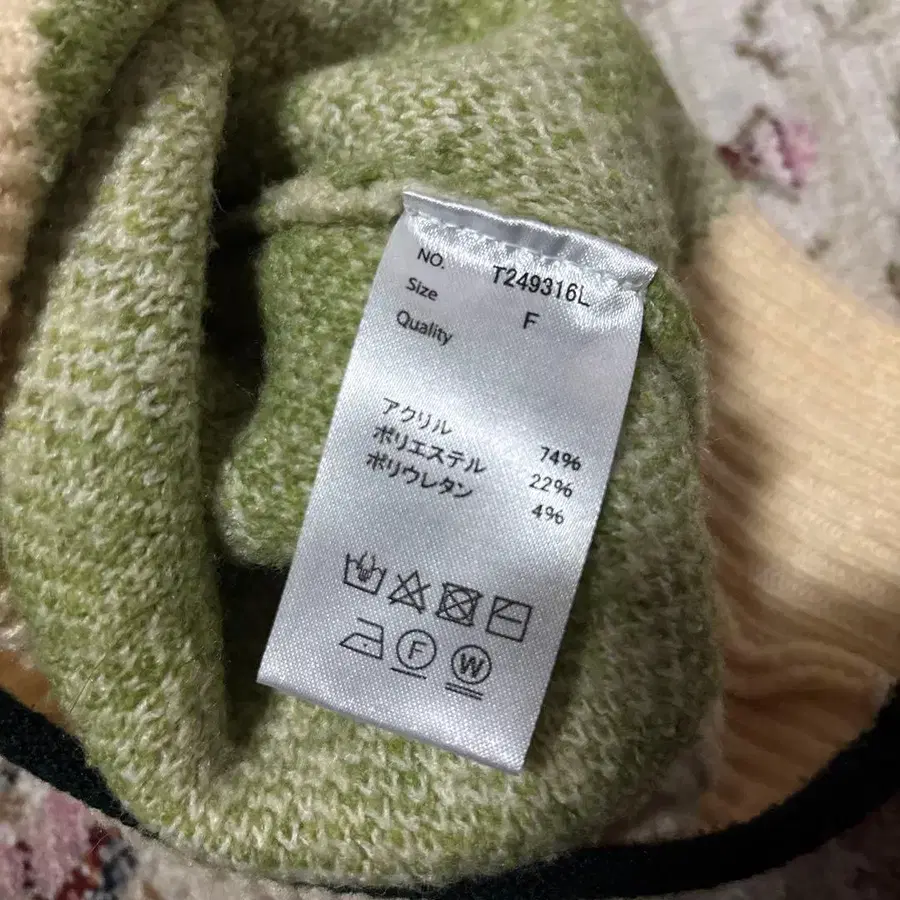 NO. T249316L
Size F
Quality
アクリル 74%
ポリエステル 22%
ポリウレタン 4%
F W